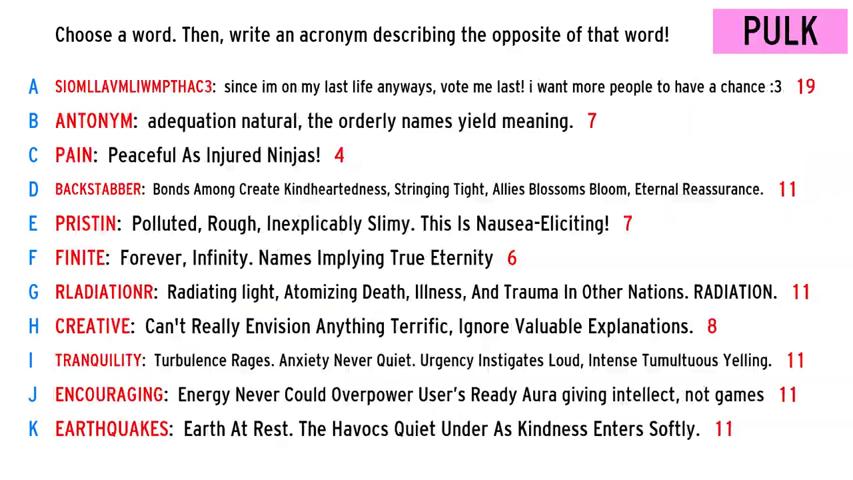 Choose a word. Then, write an acronym describing the opposite of that word!
PULK
A SIOMLLAVMLIWMPTHAC3: since im on my last life anyways, vote me last! i want more people to have a chance :3 19
B ANTONYM: adequation natural, the orderly names yield meaning. 7
C PAIN: Peaceful As Injured Ninjas! 4
D BACKSTABBER: Bonds Among Create Kindheartedness, Stringing Tight, Allies Blossoms Bloom, Eternal Reassurance. 11
E PRISTIN: Polluted, Rough, Inexplicably Slimy. This Is Nausea-Eliciting! 7
F FINITE: Forever, Infinity. Names Implying True Eternity 6
G RLADIATIONR: Radiating light, Atomizing Death, Illness, And Trauma In Other Nations. RADIATION. 11
H CREATIVE: Can't Really Envision Anything Terrific, Ignore Valuable Explanations. 8
I TRANQUILITY: Turbulence Rages. Anxiety Never Quiet. Urgency Instigates Loud, Intense Tumultuous Yelling. 11
J ENCOURAGING: Energy Never Could Overpower User's Ready Aura giving intellect, not games 11
K EARTHQUAKES: Earth At Rest. The Havocs Quiet Under As Kindness Enters Softly. 11